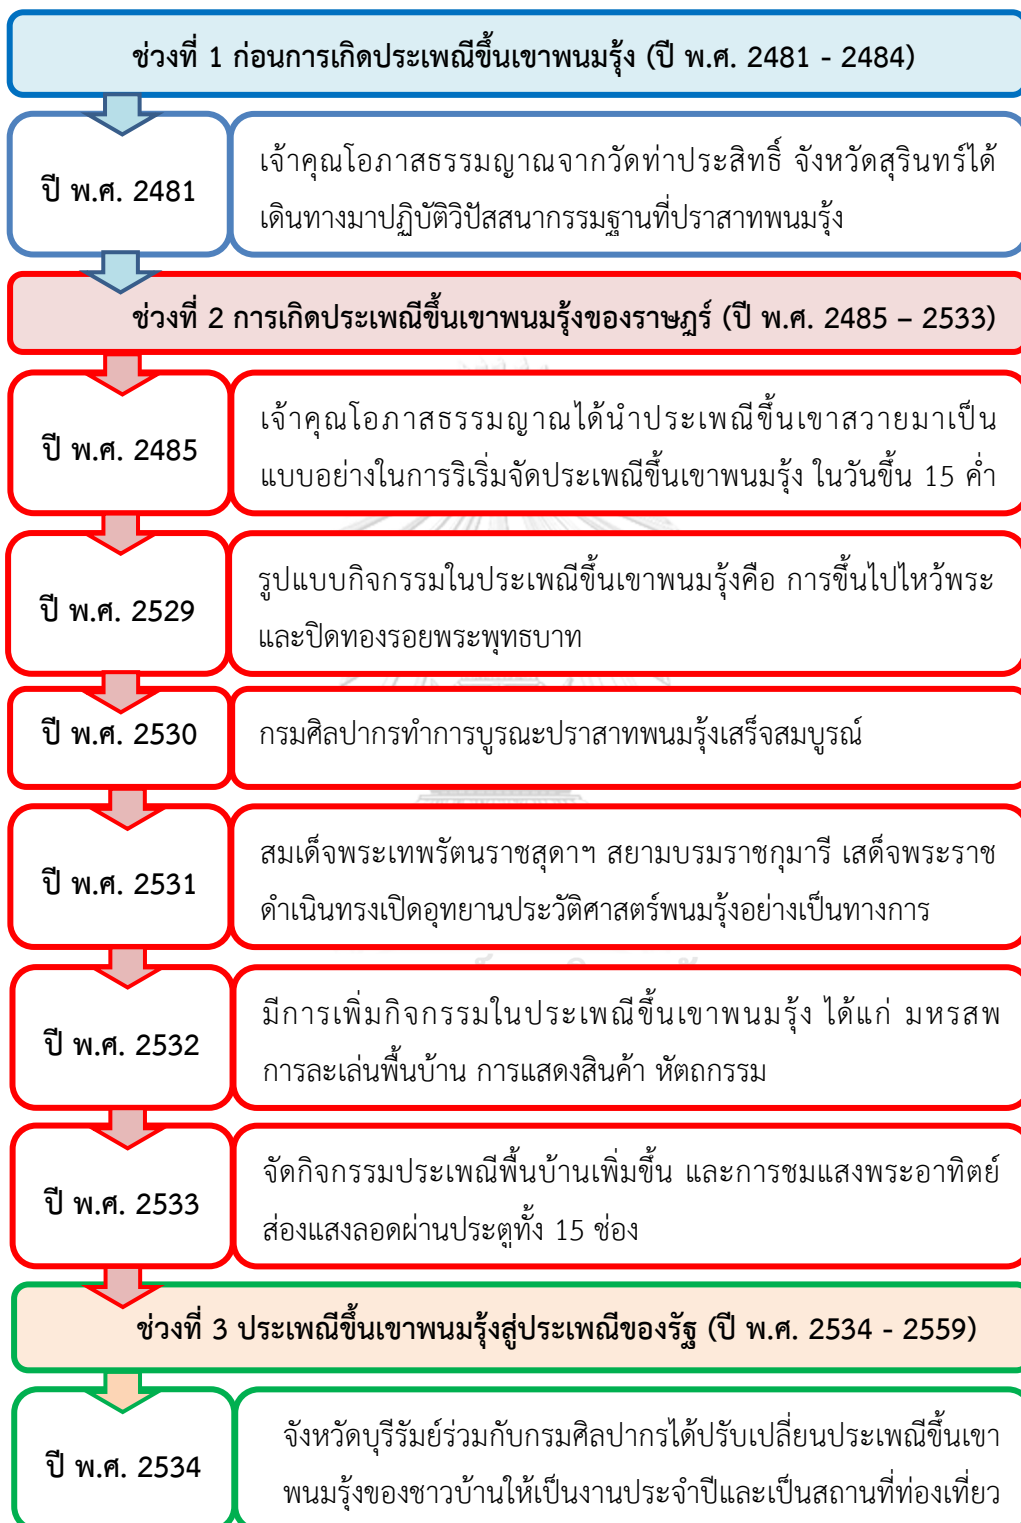 ช่วงที่ 1 ก่อนการเกิดประเพณีขึ้นเขาพนมรุ้ง (ปี พ.ศ. 2481 - 2484)
ปี พ.ศ. 2481
เจ้าคุณโอภาสธรรมญาณจากวัดท่าประสิทธิ์ จังหวัดสุรินทร์ได้
เดินทางมาปฏิบัติวิปัสสนากรรมฐานที่ปราสาทพนมรุ้ง
ช่วงที่ 2 การเกิดประเพณีขึ้นเขาพนมรุ้งของราษฎร์ (ปี พ.ศ. 2485 – 2533)
ปี พ.ศ. 2485
เจ้าคุณโอภาสธรรมญาณได้นำประเพณีขึ้นเขาสวายมาเป็น
แบบอย่างในการริเริ่มจัดประเพณีขึ้นเขาพนมรุ้ง ในวันขึ้น 15 ค่ำ
ปี พ.ศ. 2529
รูปแบบกิจกรรมในประเพณีขึ้นเขาพนมรุ้งคือ การขึ้นไปไหว้พระ
และปิดทองรอยพระพุทธบาท
ปี พ.ศ. 2530
กรมศิลปากรทำการบูรณะปราสาทพนมรุ้งเสร็จสมบูรณ์
ปี พ.ศ. 2531
สมเด็จพระเทพรัตนราชสุดาฯ สยามบรมราชกุมารี เสด็จพระราช
ดำเนินทรงเปิดอุทยานประวัติศาสตร์พนมรุ้งอย่างเป็นทางการ
ปี พ.ศ. 2532
มีการเพิ่มกิจกรรมในประเพณีขึ้นเขาพนมรุ้ง ได้แก่ มหรสพ
การละเล่นพื้นบ้าน การแสดงสินค้า หัตถกรรม
ปี พ.ศ. 2533
จัดกิจกรรมประเพณีพื้นบ้านเพิ่มขึ้น และการชมแสงพระอาทิตย์
ส่องแสงลอดผ่านประตูทั้ง 15 ช่อง
ช่วงที่ 3 ประเพณีขึ้นเขาพนมรุ้งสู่ประเพณีของรัฐ (ปี พ.ศ. 2534 - 2559)
ปี พ.ศ. 2534
จังหวัดบุรีรัมย์ร่วมกับกรมศิลปากรได้ปรับเปลี่ยนประเพณีขึ้นเขา
พนมรุ้งของชาวบ้านให้เป็นงานประจำปีและเป็นสถานที่ท่องเที่ยว